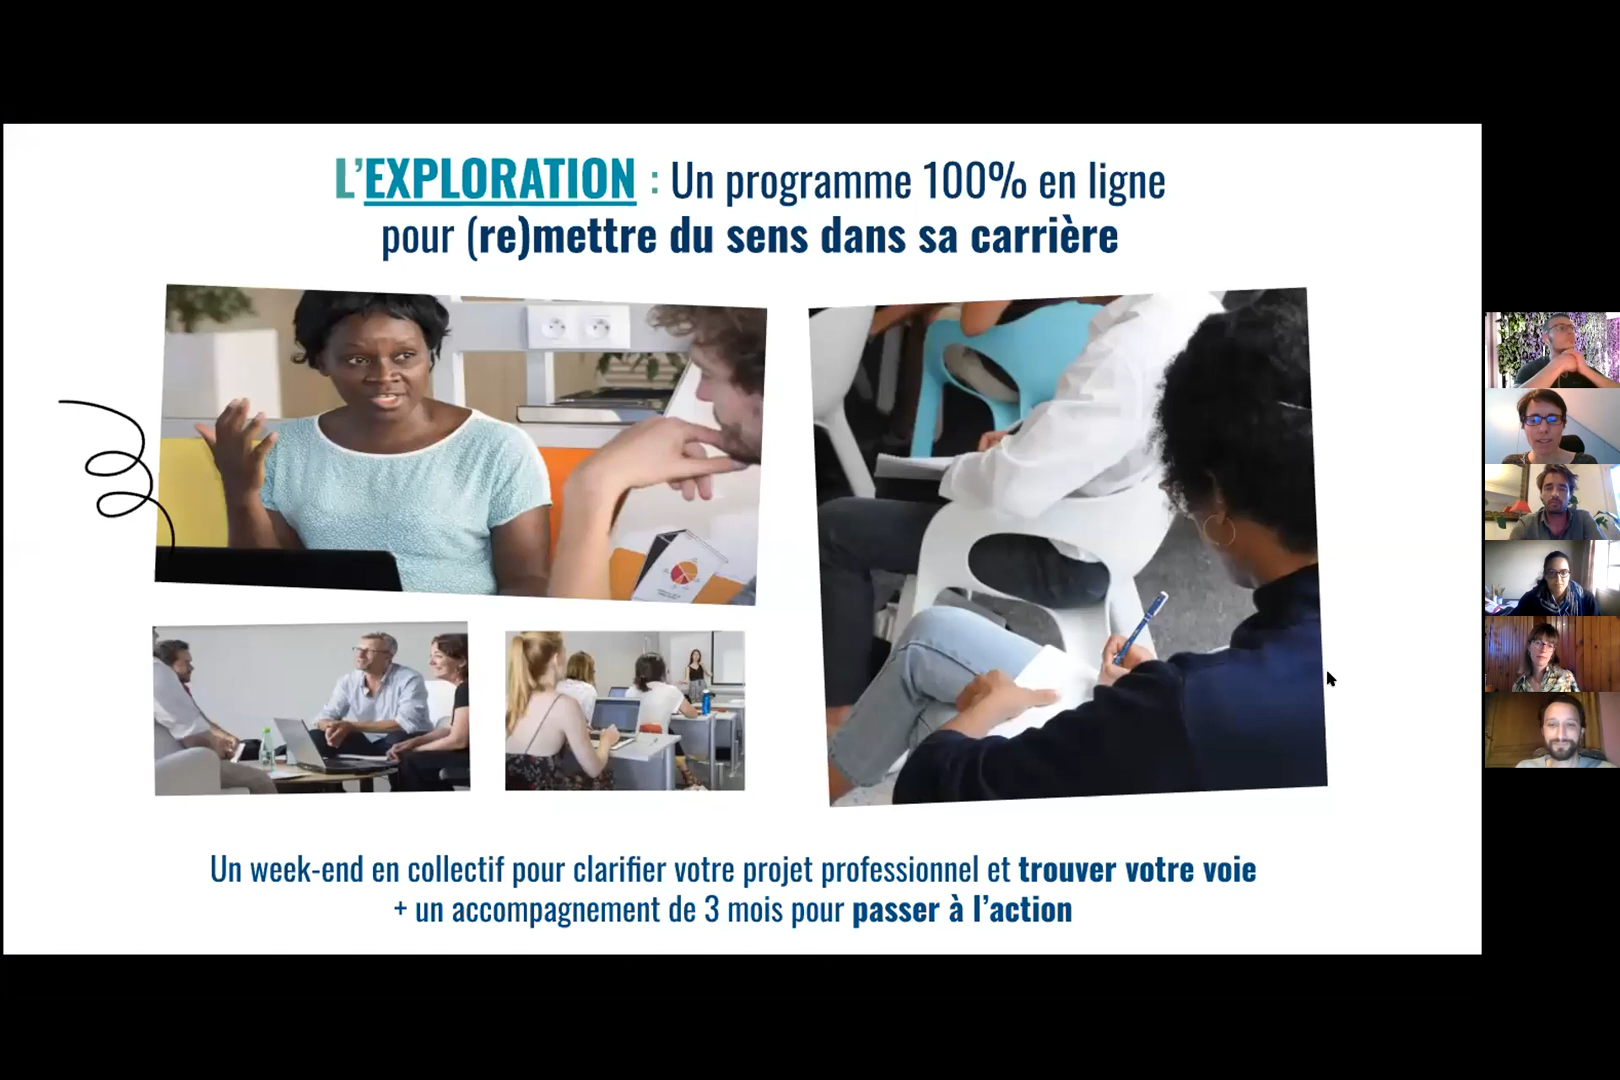 L'EXPLORATION : Un programme 100% en ligne
pour (re)mettre du sens dans sa carrière
Un week-end en collectif pour clarifier votre projet professionnel et trouver votre voie
+ un accompagnement de 3 mois pour passer à l'action